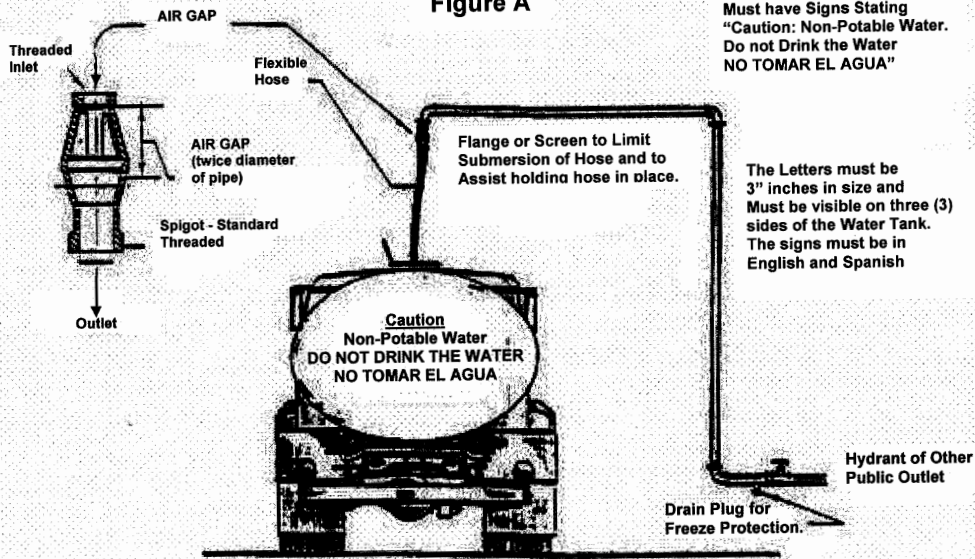 Figure A
Must have Signs Stating
“Caution: Non-Potable Water.
Do not Drink the Water
NO TOMAR EL AGUA”
AIR GAP
Threaded
Inlet
Flexible
Hose
AIR GAP
(twice diameter
of pipe)
Spigot - Standard
Threaded
Outlet
Flange or Screen to Limit
Submersion of Hose and to
Assist holding hose in place.
The Letters must be
3” inches in size and
Must be visible on three (3)
sides of the Water Tank.
The signs must be in
English and Spanish
Caution
Non-Potable Water
DO NOT DRINK THE WATER
NO TOMAR EL AGUA
Hydrant of Other
Public Outlet
Drain Plug for
Freeze Protection.